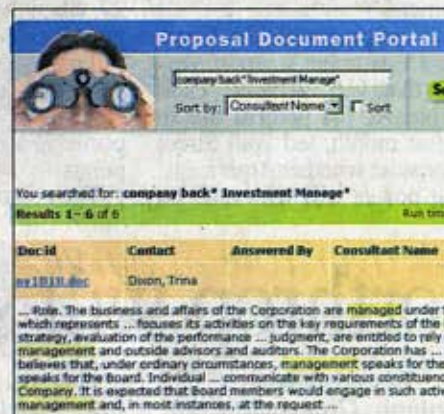 Proposal Document Portal
company back* Investment Manage*
Sort by: Consultant Name Sort
You searched for: company back* Investment Manage*
Results 1 - 6 of 6 Run
Doc id Contact Answered By Consultant Name
Dixon, Trina
... Role. The business and affairs of the Corporation are managed under
which represents ... focuses its activities on the key requirements of the
strategy, evaluation of the performance ... judgment, are entitled to rely
management and outside advisors and auditors. The Corporation has ...
believes that, under ordinary circumstances, management speaks for the
speaks for the Board. Individual ... communicate with various
Company. It is expected that Board members would engage in such
management and, in most instances, at the request ...